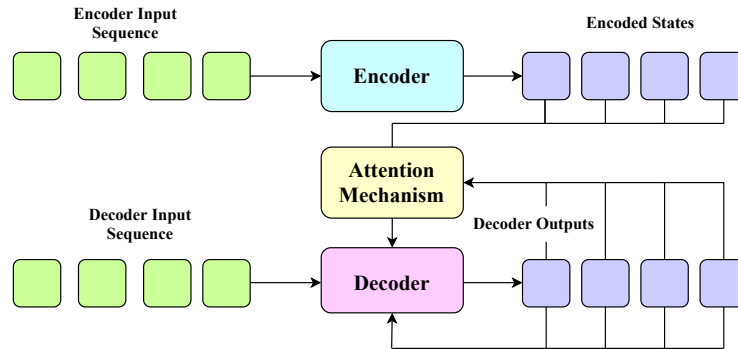 Encoder Input
Sequence
Encoded States
Encoder
Attention
Mechanism
Decoder Input
Sequence
Decoder Outputs
Decoder